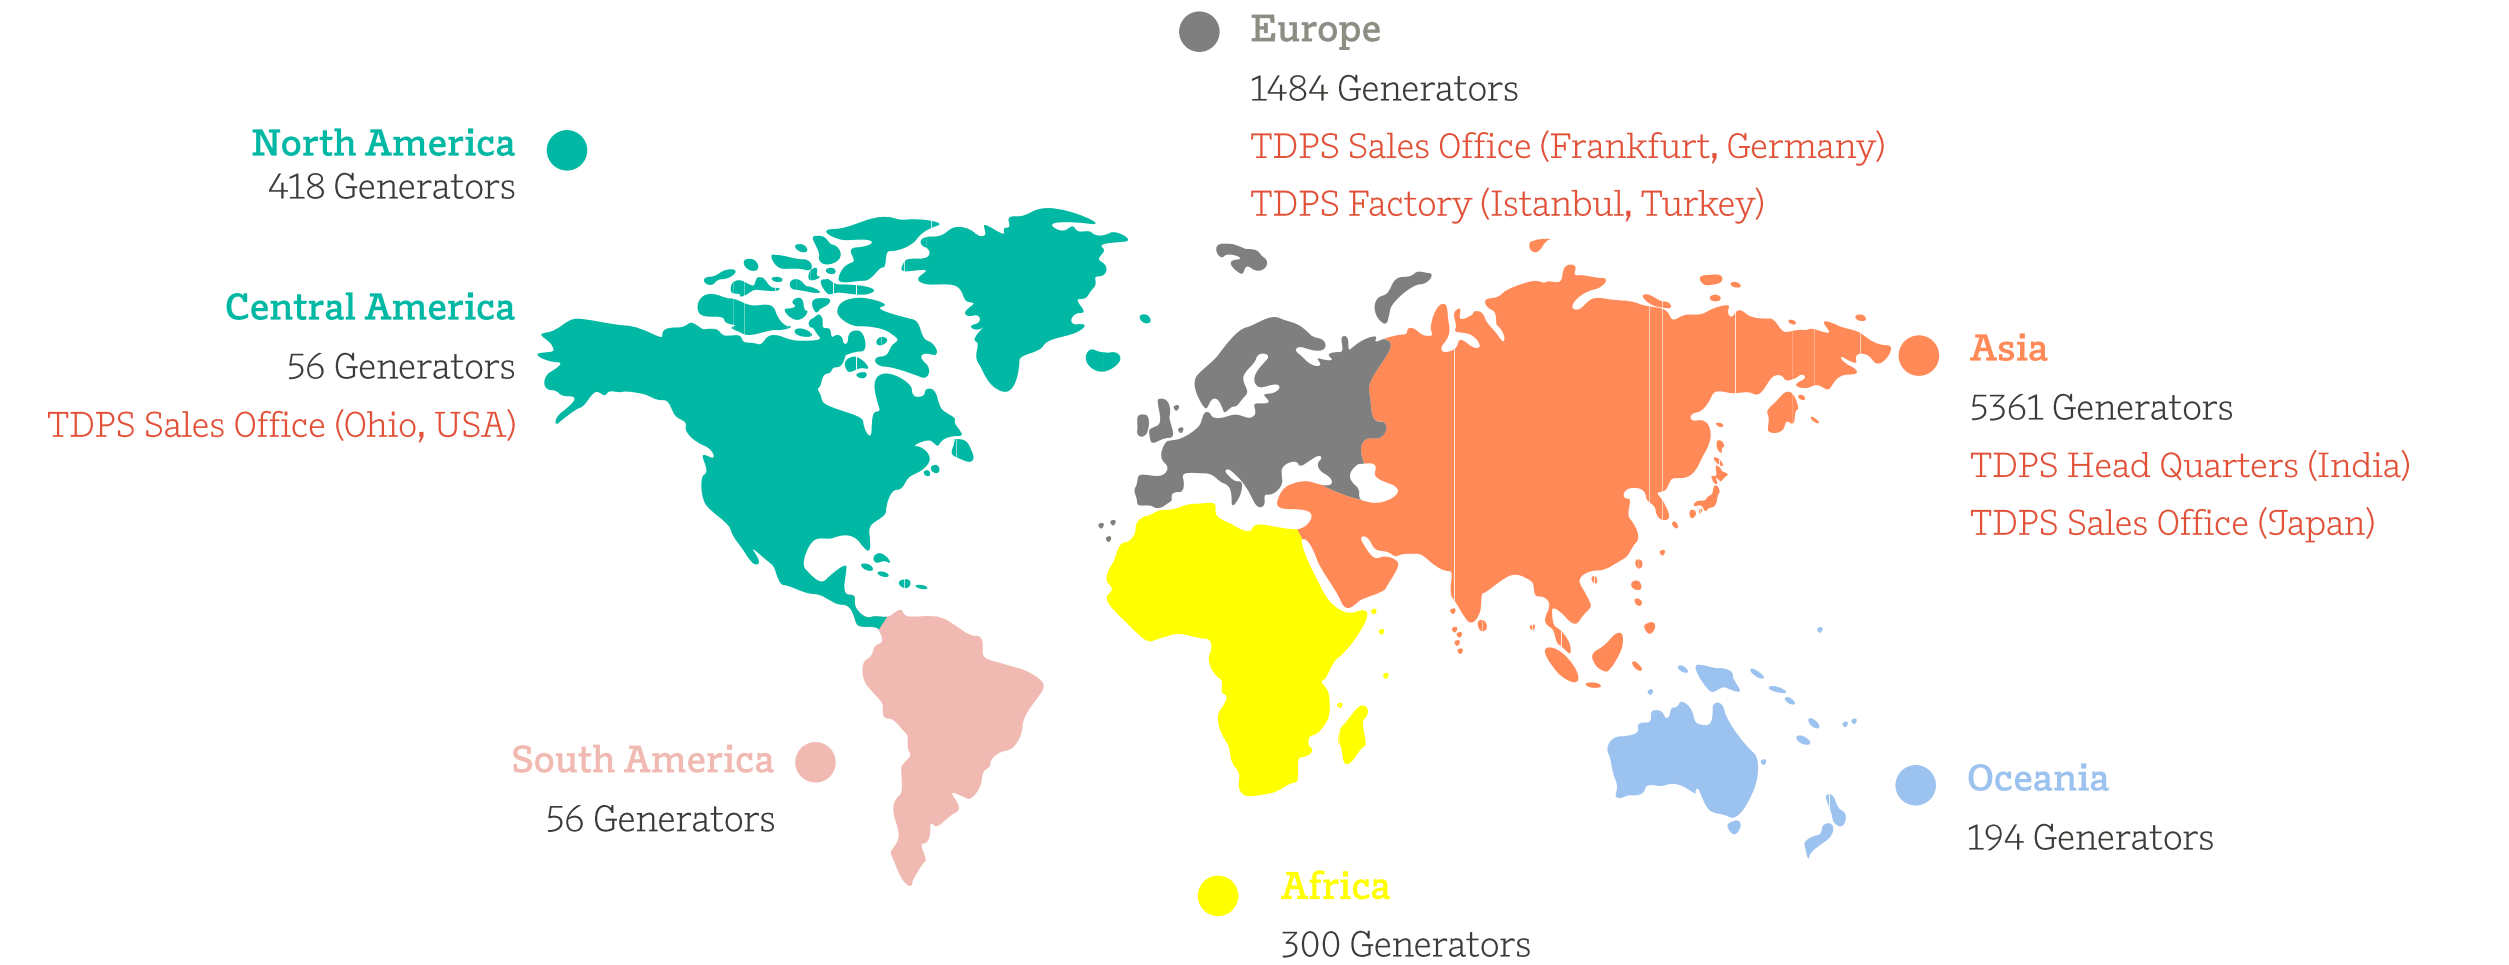 Europe
1484 Generators
TDPS Sales Office (Frankfurt, Germany)
TDPS Factory (Istanbul, Turkey)
North America
418 Generators
Central America
56 Generators
TDPS Sales Office (Ohio, USA)
Asia
5361 Generators
TDPS Head Quarters (India)
TDPS Sales Office (Japan)
South America
56 Generators
Oceania
194 Generators
Africa
300 Generators